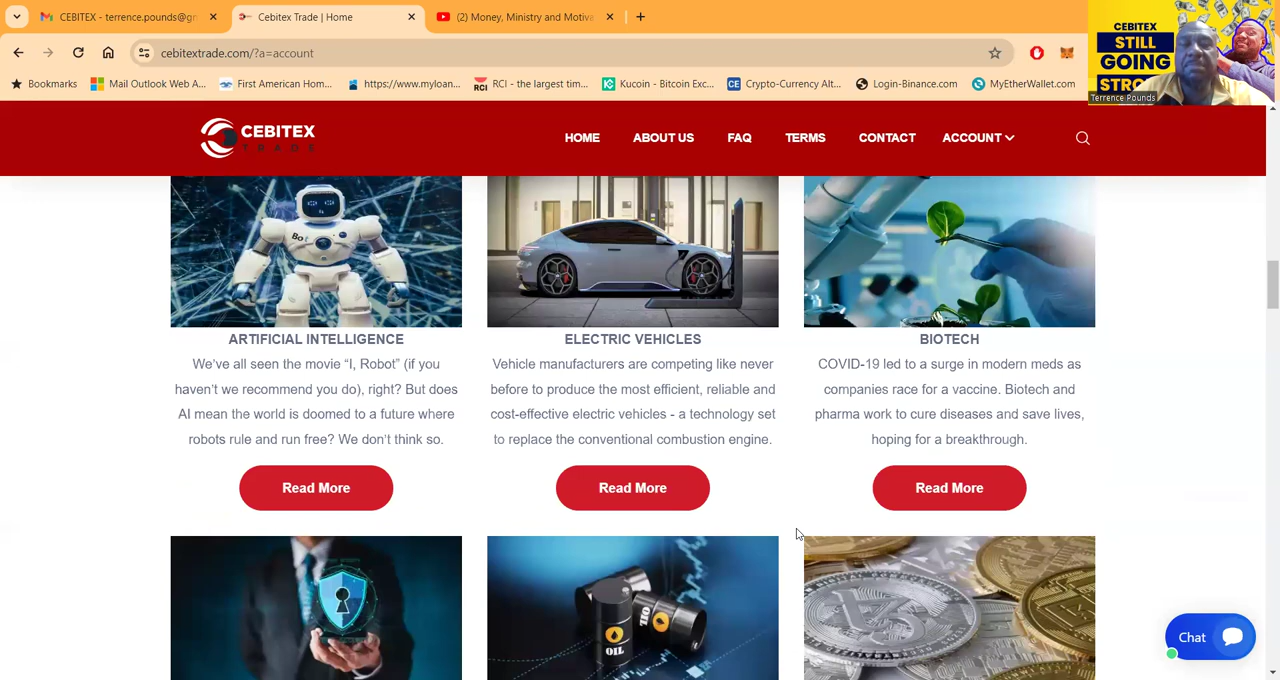 CEBITEX - terrence.pounds@gm
Cebitex Trade | Home
(2) Money, Ministry and Motiva
cebitextrade.com/?a=account
Bookmarks
Mail Outlook Web A...
First American Hom...
https://www.myloan...
RCI - the largest tim...
Kucoin - Bitcoin Exc...
Crypto-Currency Alt...
Login-Binance.com
MyEtherWallet.com
CEBITEX
STILL
GOING
STRO
Terrence Pounds
CEBITEX
TRADE
HOME
ABOUT US
FAQ
TERMS
CONTACT
ACCOUNT
Bot
ARTIFICIAL INTELLIGENCE
We've all seen the movie “I, Robot” (if you
haven't we recommend you do), right? But does
AI mean the world is doomed to a future where
robots rule and run free? We don't think so.
Read More
ELECTRIC VEHICLES
Vehicle manufacturers are competing like never
before to produce the most efficient, reliable and
cost-effective electric vehicles - a technology set
to replace the conventional combustion engine.
Read More
BIOTECH
COVID-19 led to a surge in modern meds as
companies race for a vaccine. Biotech and
pharma work to cure diseases and save lives,
hoping for a breakthrough.
Read More
OIL
OIL
Chat